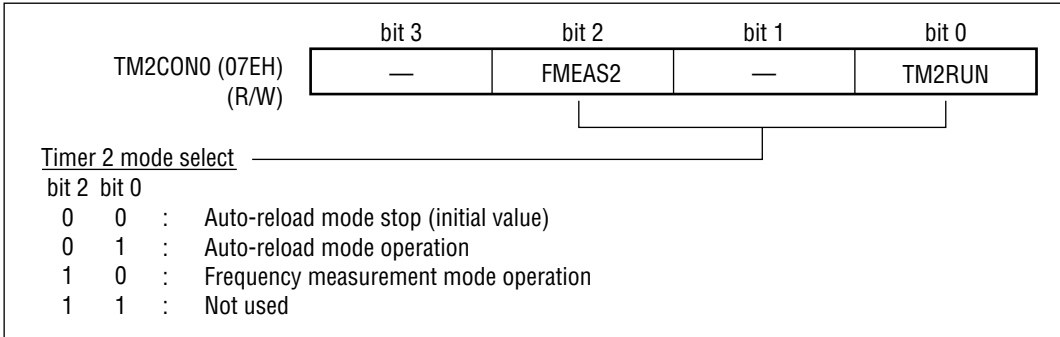 bit 3 bit 2 bit 1 bit 0
TM2CON0 (07EH) — FMEAS2 — TM2RUN
(R/W)
Timer 2 mode select
bit 2 bit 0
0 0 : Auto-reload mode stop (initial value)
0 1 : Auto-reload mode operation
1 0 : Frequency measurement mode operation
1 1 : Not used